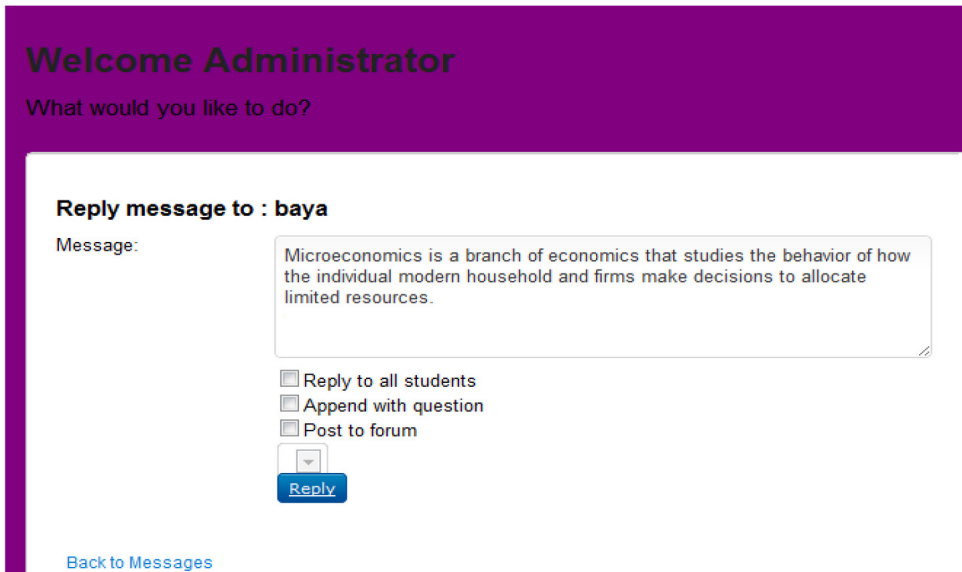 Welcome Administrator
What would you like to do?
Reply message to : baya
Message:
Microeconomics is a branch of economics that studies the behavior of how
the individual modern household and firms make decisions to allocate
limited resources.
Reply to all students
Append with question
Post to forum
Reply
Back to Messages